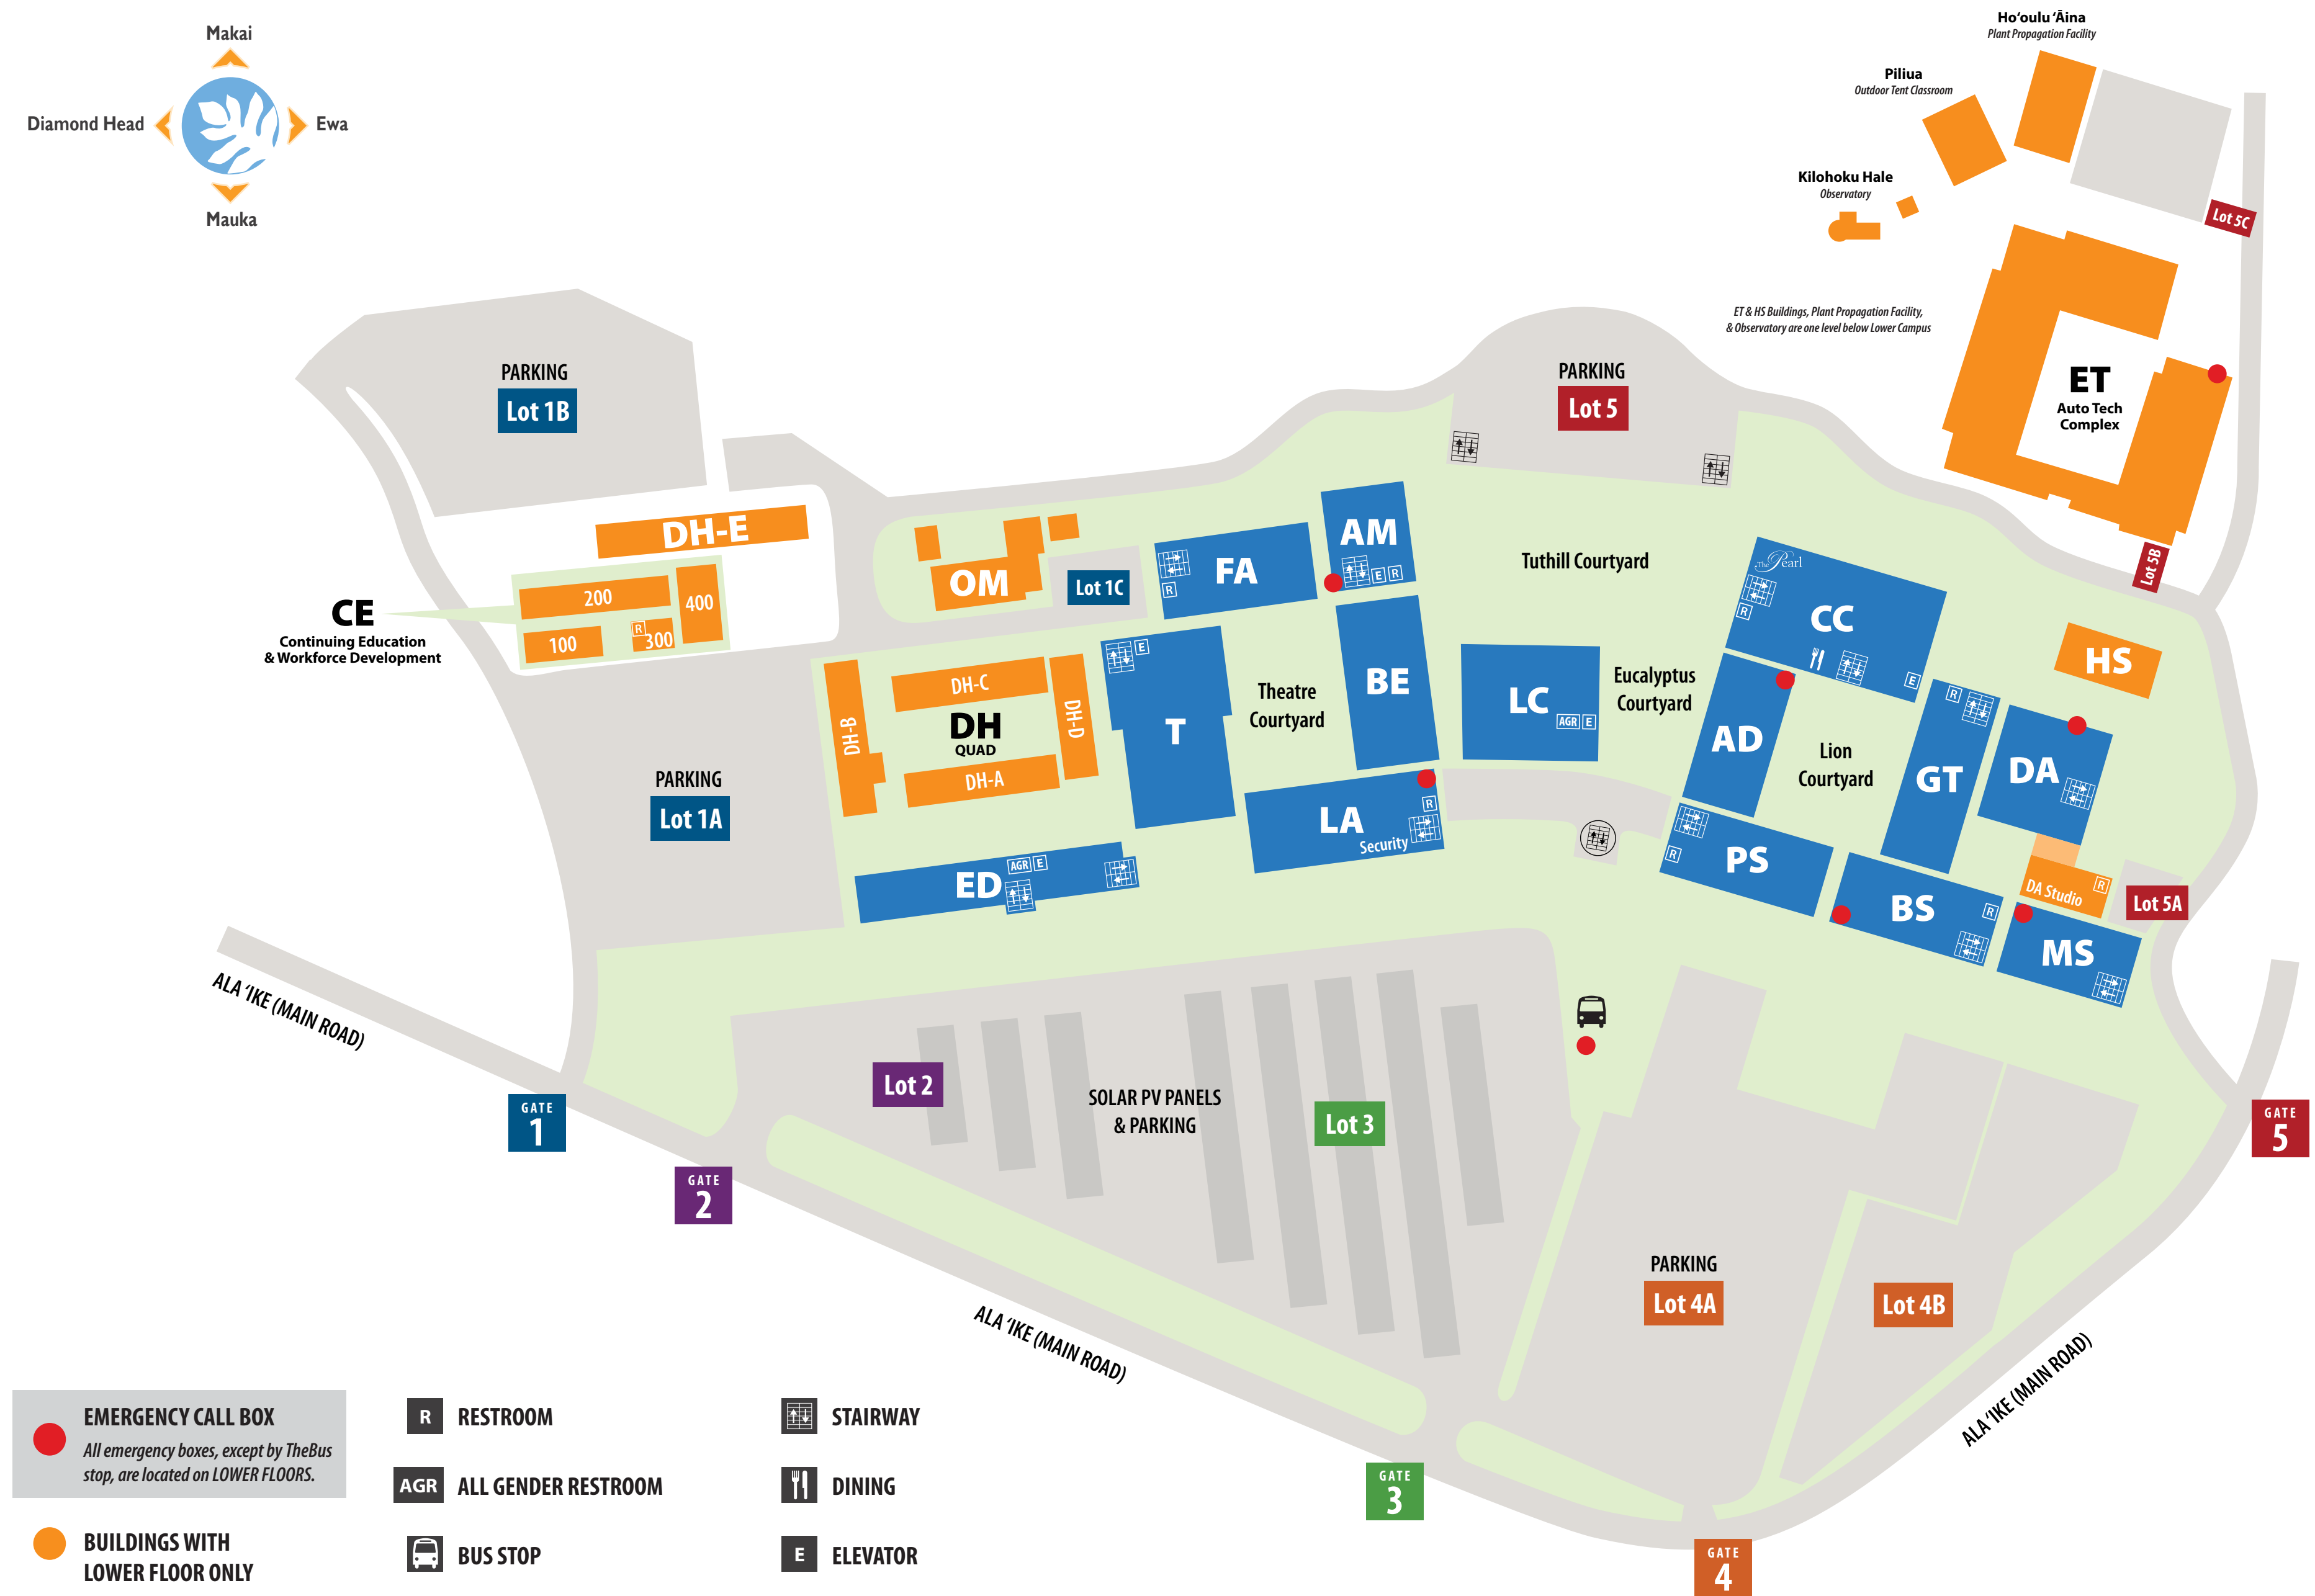 Makai
Diamond Head
Ewa
Mauka
Hoʻoulu ʻĀina
Plant Propagation Facility
Piliua
Outdoor Tent Classroom
Kilohoku Hale
Observatory
Lot 5C
ET & HS Buildings, Plant Propagation Facility,
& Observatory are one level below Lower Campus
ET
Auto Tech
Complex
Lot 5B
PARKING
Lot 1B
PARKING
Lot 5
DH-E
CE
Continuing Education
& Workforce Development
200
400
100
R
300
OM
Lot 1C
FA
R
AM
E R
Tuthill Courtyard
The Pearl
CC
R
E
HS
DH-B
DH-C
DH
QUAD
DH-A
DH-D
T
E
Theatre
Courtyard
BE
LC
AGR E
Eucalyptus
Courtyard
AD
Lion
Courtyard
GT
R
DA
PARKING
Lot 1A
ED
AGR E
LA
R
Security
PS
R
BS
R
DA Studio
R
Lot 5A
MS
ALA ʻIKE (MAIN ROAD)
GATE
1
GATE
2
Lot 2
SOLAR PV PANELS
& PARKING
Lot 3
GATE
5
PARKING
Lot 4A
Lot 4B
ALA ʻIKE (MAIN ROAD)
ALA ʻIKE (MAIN ROAD)
GATE
3
GATE
4
EMERGENCY CALL BOX
All emergency boxes, except by TheBus
stop, are located on LOWER FLOORS.
BUILDINGS WITH
LOWER FLOOR ONLY
R RESTROOM
AGR ALL GENDER RESTROOM
BUS STOP
STAIRWAY
DINING
E ELEVATOR